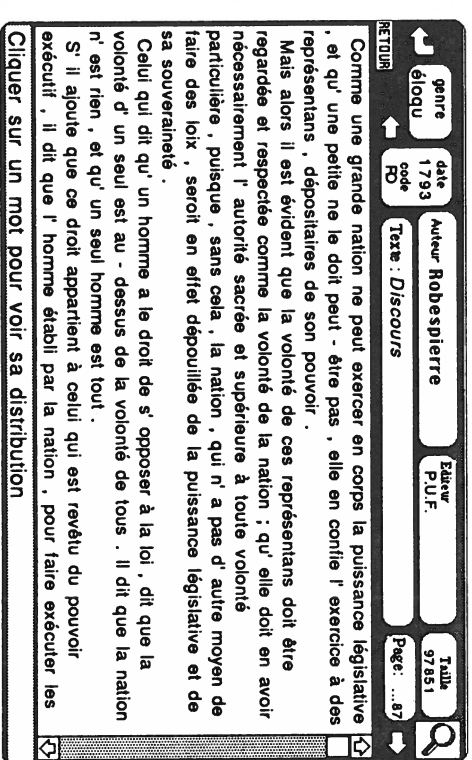 genre
éloqu
date
1793
code
RD
Auteur Robespierre
Texte : Discours
Editeur
P.U.F.
Taille
97851
Page: ...87
RETOUR
Comme une grande nation ne peut exercer en corps la puissance législative
, et qu' une petite ne le doit peut - être pas , elle en confie l' exercice à des
représentans , dépositaires de son pouvoir .
Mais alors il est évident que la volonté de ces représentans doit être
regardée et respectée comme la volonté de la nation ; qu' elle doit en avoir
nécessairement l' autorité sacrée et supérieure à toute volonté
particulière , puisque , sans cela , la nation , qui n' a pas d' autre moyen de
faire des loix , seroit en effet dépouillée de la puissance législative et de
sa souveraineté .
Celui qui dit qu' un homme a le droit de s' opposer à la loi , dit que la
volonté d' un seul est au - dessus de la volonté de tous . Il dit que la nation
n' est rien , et qu' un seul homme est tout .
S' il ajoute que ce droit appartient à celui qui est revêtu du pouvoir
exécutif , il dit que l' homme établi par la nation , pour faire exécuter les
Cliquer sur un mot pour voir sa distribution